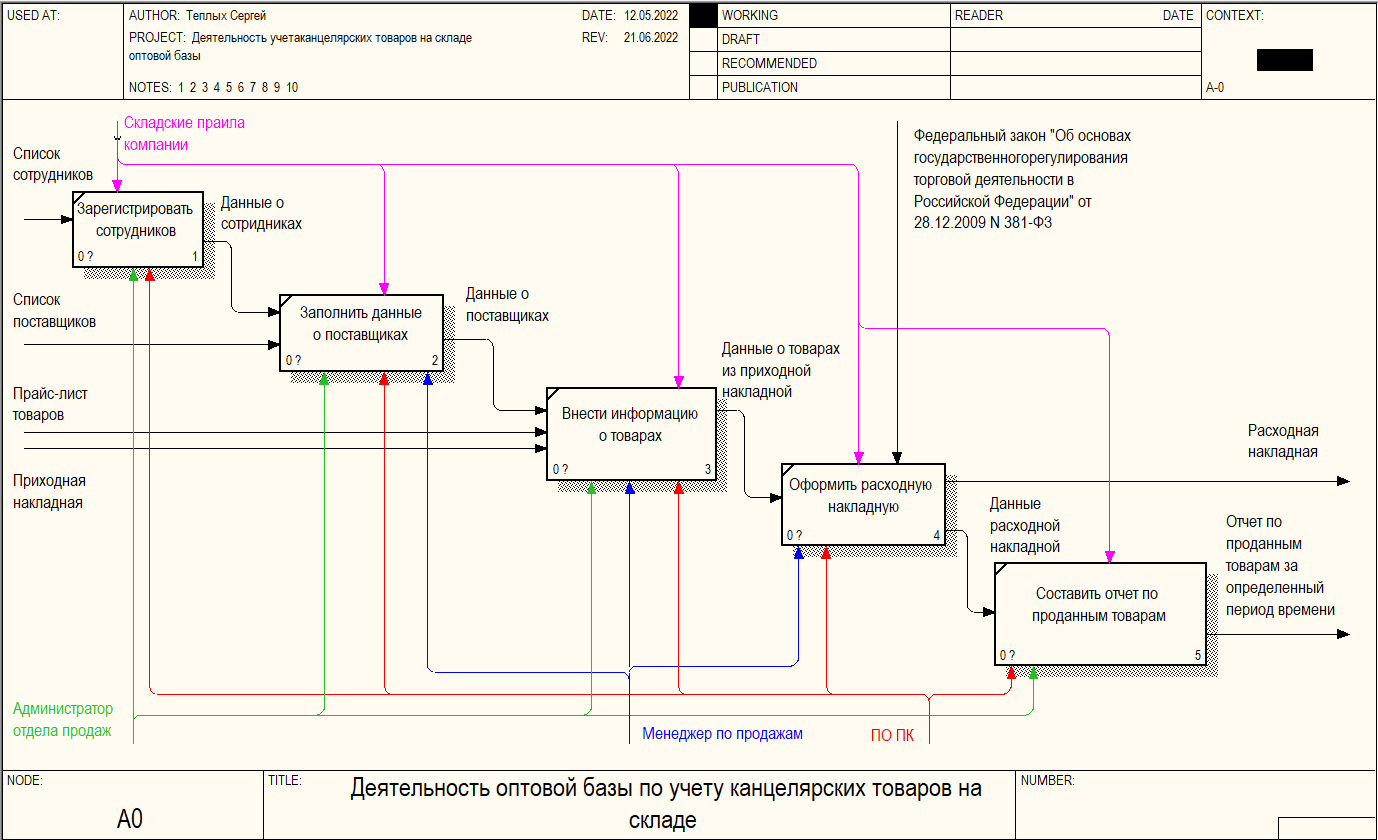 USED AT:
AUTHOR: Теплых Сергей
DATE: 12.05.2022
PROJECT: Деятельность учетаканцелярских товаров на складе
оптовой базы
REV: 21.06.2022
NOTES: 1 2 3 4 5 6 7 8 9 10
WORKING
DRAFT
RECOMMENDED
PUBLICATION
READER
DATE
CONTEXT:
A-0
Складские праила
компании
Федеральный закон "Об основах
государственногорегулирования
торговой деятельности в
Российской Федерации" от
28.12.2009 N 381-ФЗ
Список
сотрудников
Зарегистрировать
сотрудников
0 ?
1
Данные о
сотридниках
Список
поставщиков
Заполнить данные
о поставщиках
0 ?
2
Данные о
поставщиках
Прайс-лист
товаров
Приходная
накладная
Внести информацию
о товарах
0 ?
3
Данные о товарах
из приходной
накладной
Оформить расходную
накладную
0 ?
4
Расходная
накладная
Данные
расходной
накладной
Составить отчет по
проданным товарам
0 ?
5
Отчет по
проданным
товарам за
определенный
период времени
Администратор
отдела продаж
Менеджер по продажам
ПО ПК
NODE:
A0
TITLE:
Деятельность оптовой базы по учету канцелярских товаров на
складе
NUMBER: